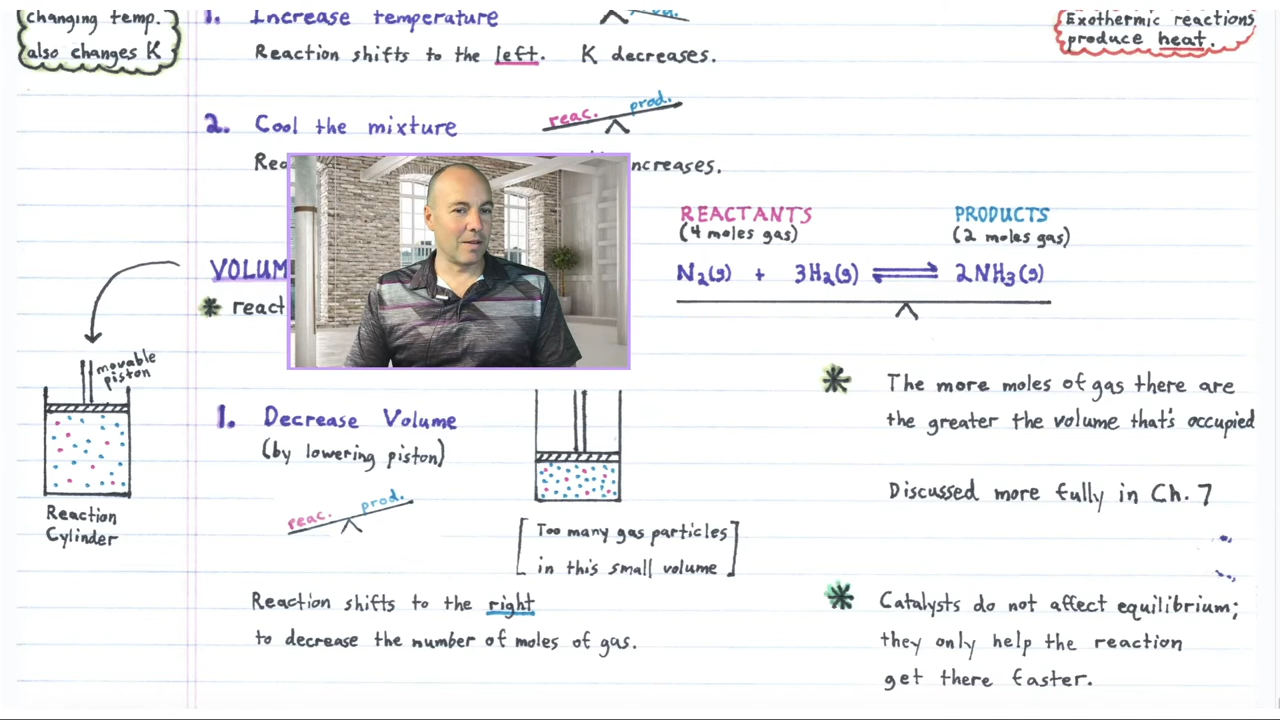 changing temp.
also changes K
1. Increase temperature
Reaction shifts to the left. K decreases.
Exothermic reactions
produce heat.
2. Cool the mixture
reac. prod.
increases.
VOLUM
* react
REACTANTS
(4 moles gas)
PRODUCTS
(2 moles gas)
N₂(g) + 3H₂(g) ⇌ 2NH₃(g)
movable
piston
Reaction
Cylinder
1. Decrease Volume
(by lowering piston)
reac. prod.
[Too many gas particles
in this small volume]
Reaction shifts to the right
to decrease the number of moles of gas.
* The more moles of gas there are
the greater the volume that's occupied
Discussed more fully in Ch. 7
* Catalysts do not affect equilibrium;
they only help the reaction
get there faster.